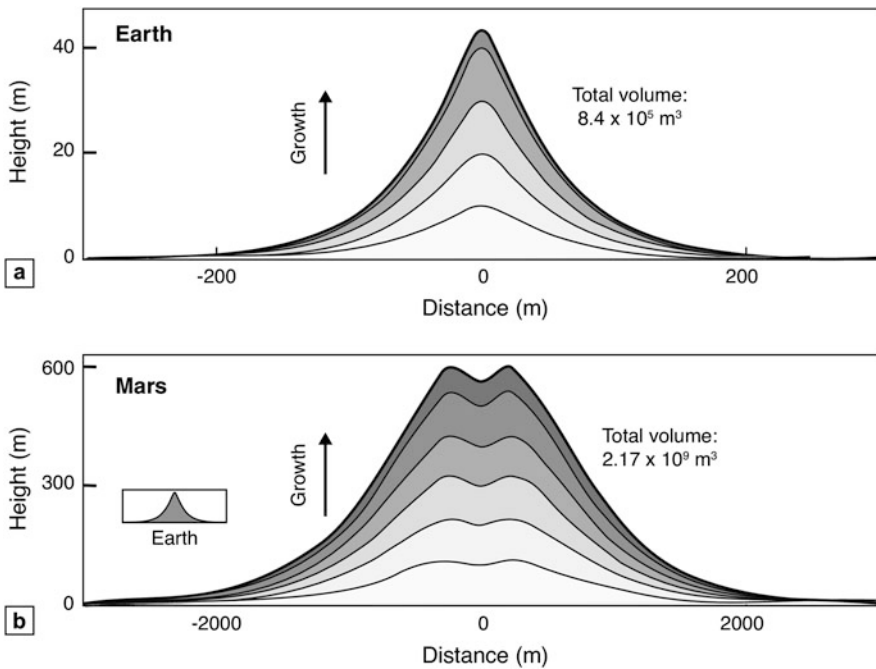 Earth
Height (m)
40
20
0
Growth
Total volume:
8.4 x 10⁵ m³
a
-200
0
200
Distance (m)
Mars
Height (m)
600
300
0
Growth
Total volume:
2.17 x 10⁹ m³
Earth
b
-2000
0
2000
Distance (m)